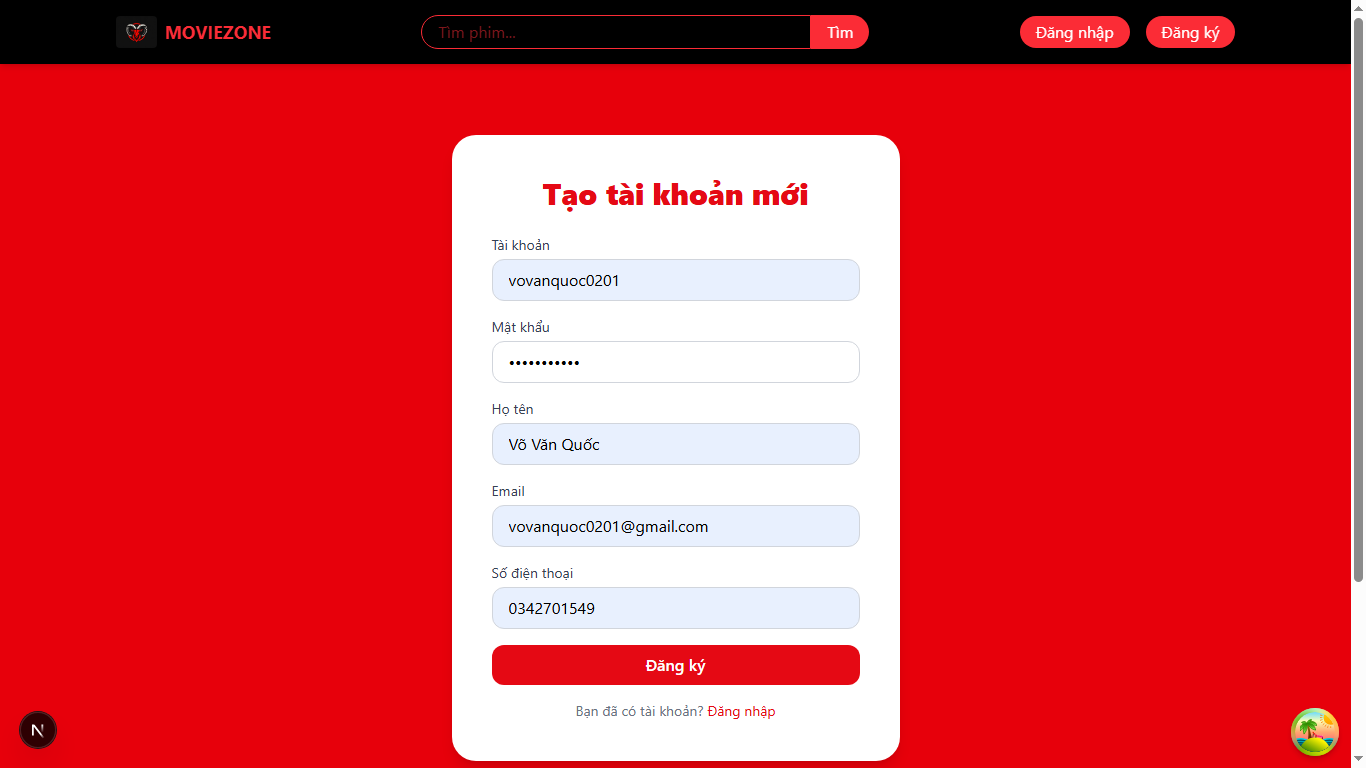 MOVIEZONE
Tìm phim...
Tìm
Đăng nhập
Đăng ký
Tạo tài khoản mới
Tài khoản
vovanquoc0201
Mật khẩu
•••••••••••
Họ tên
Võ Văn Quốc
Email
vovanquoc0201@gmail.com
Số điện thoại
0342701549
Đăng ký
Bạn đã có tài khoản? Đăng nhập
N